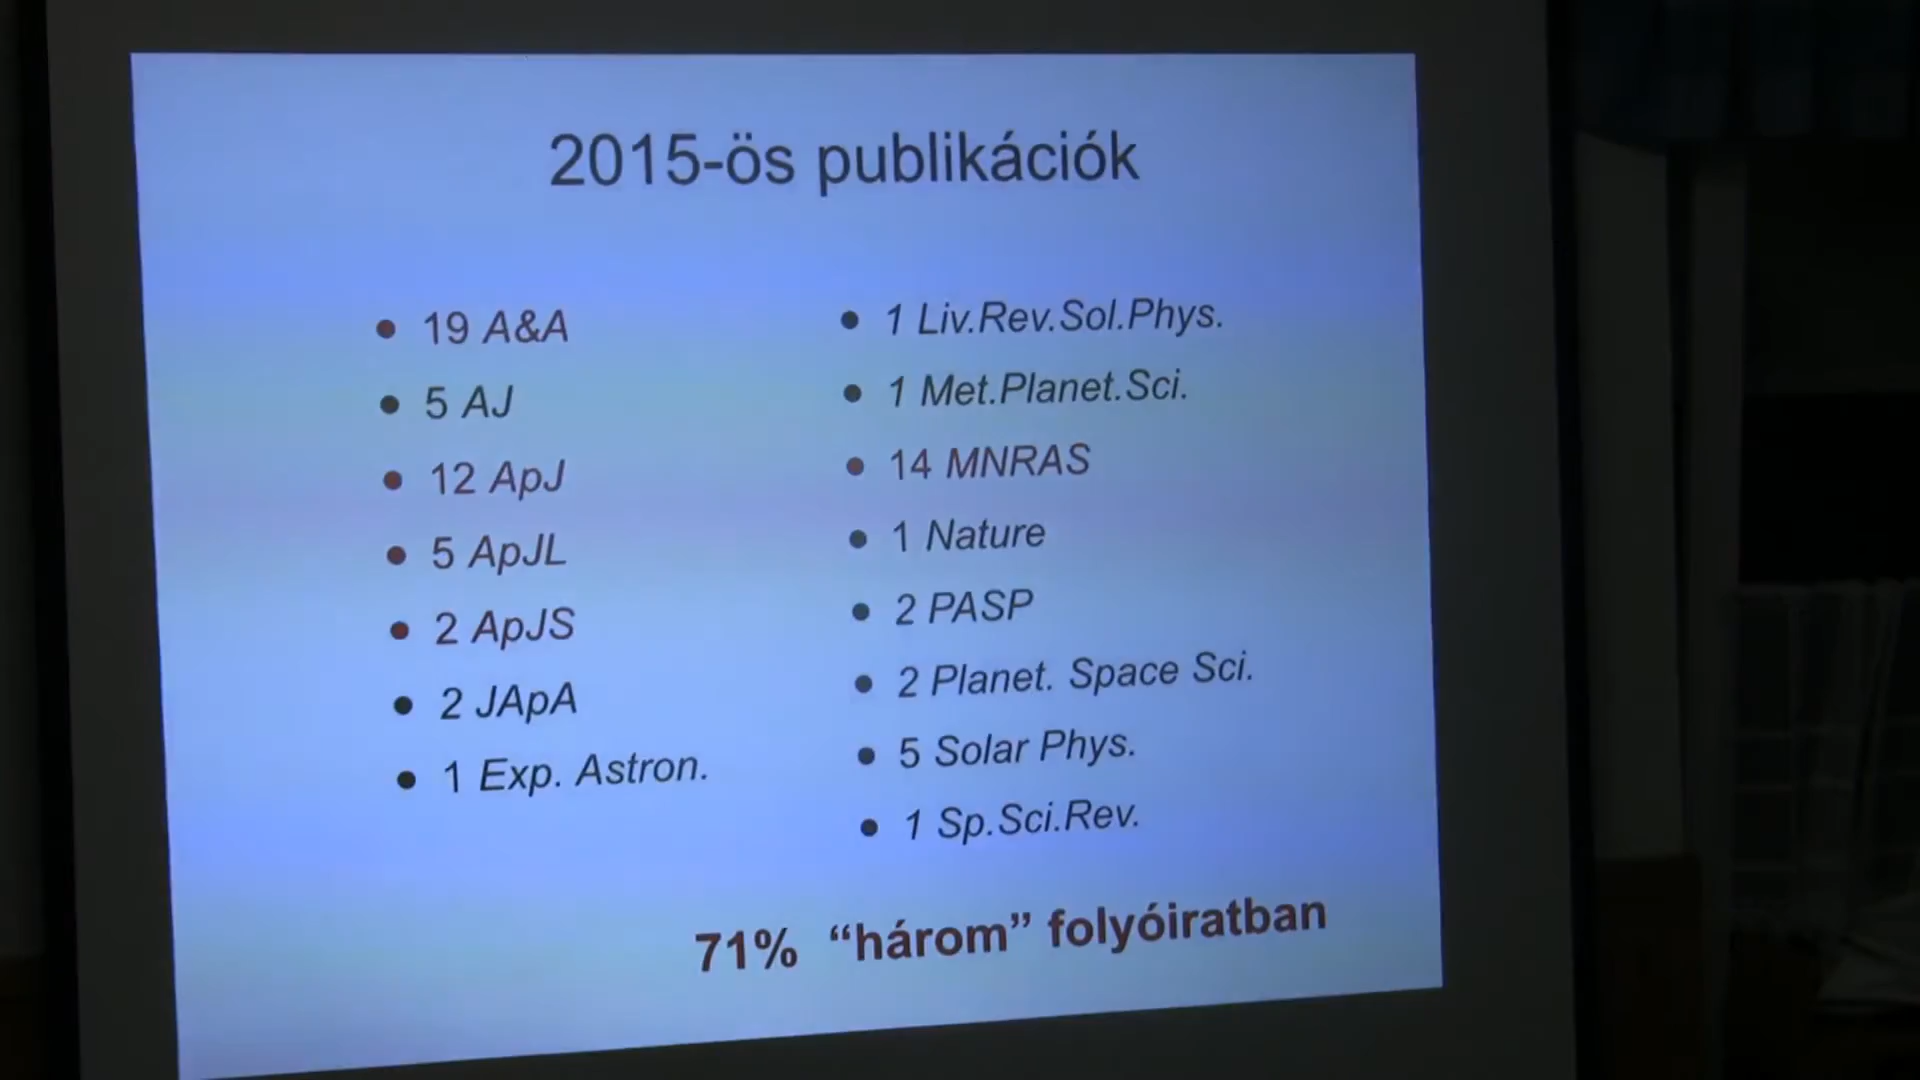 2015-ös publikációk
• 19 A&A
• 5 AJ
• 12 ApJ
• 5 ApJL
• 2 ApJS
• 2 JApA
• 1 Exp. Astron.
• 1 Liv.Rev.Sol.Phys.
• 1 Met.Planet.Sci.
• 14 MNRAS
• 1 Nature
• 2 PASP
• 2 Planet. Space Sci.
• 5 Solar Phys.
• 1 Sp.Sci.Rev.
71% “három” folyóiratban